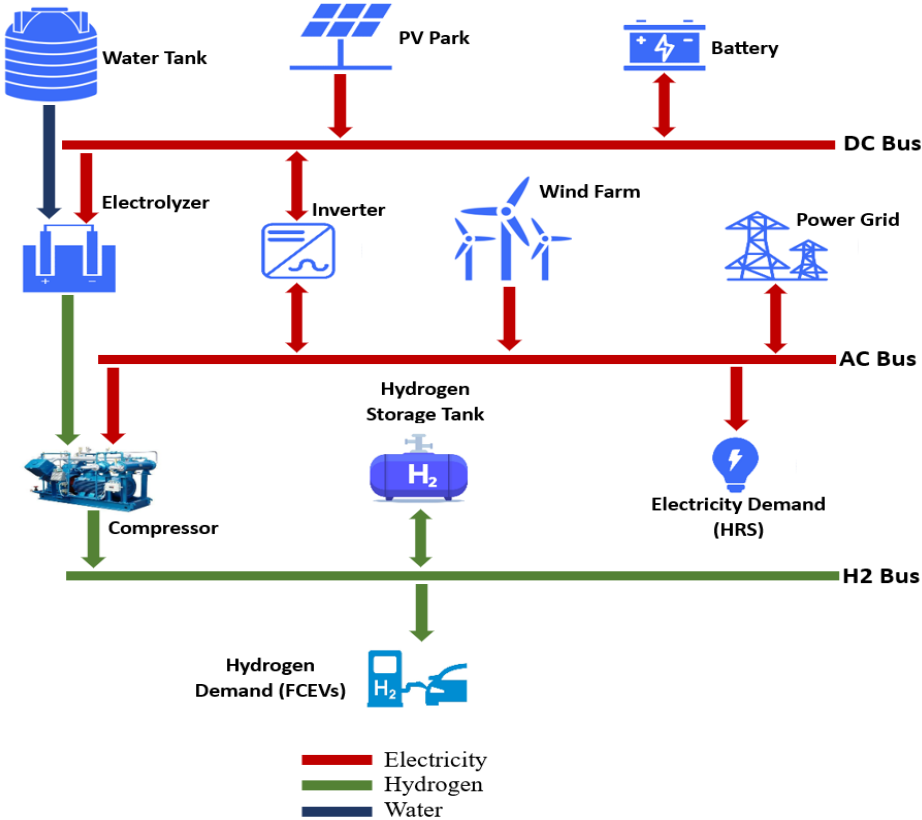 Water Tank
PV Park
Battery
DC Bus
Electrolyzer
Inverter
Wind Farm
Power Grid
+ −
+ −
AC Bus
Hydrogen
Storage Tank
H2
Compressor
Electricity Demand
(HRS)
H2 Bus
Hydrogen
Demand (FCEVs)
H2
Electricity
Hydrogen
Water